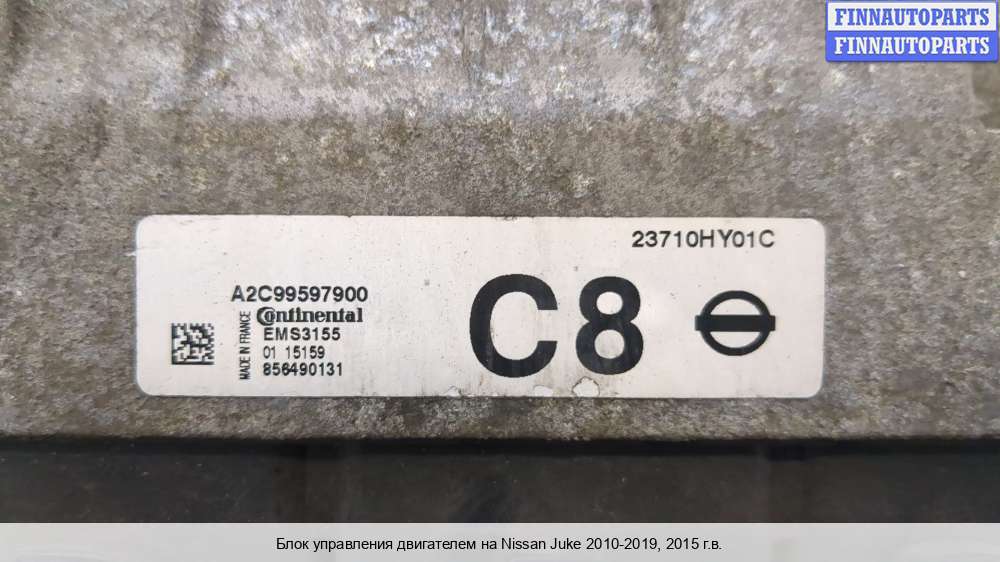 FINNAUTOPARTS
FINNAUTOPARTS
23710HY01C
A2C99597900
Continental
EMS3155
01 15159
856490131
MADE IN FRANCE
C8
Блок управления двигателем на Nissan Juke 2010-2019, 2015 г.в.